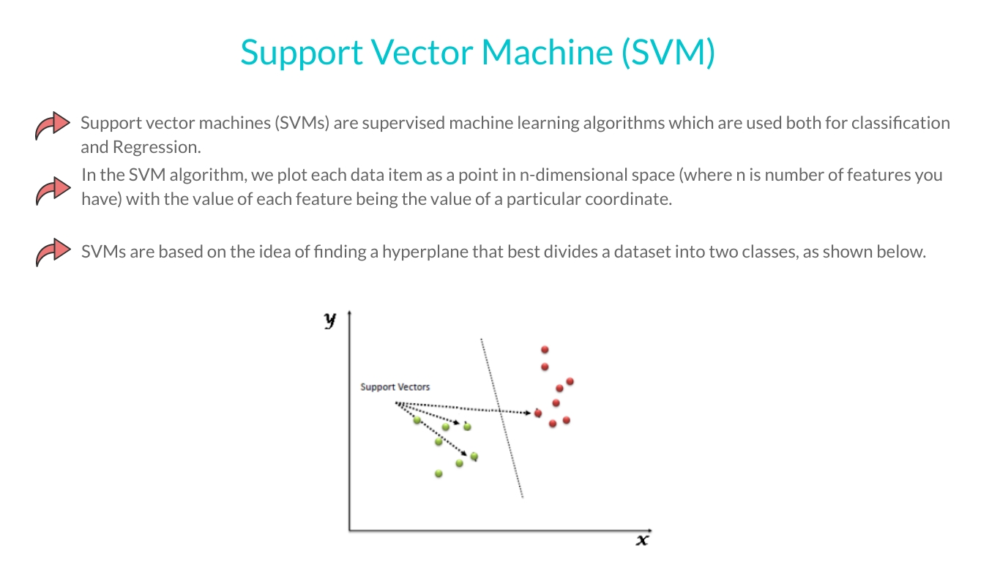 Support Vector Machine (SVM)
Support vector machines (SVMs) are supervised machine learning algorithms which are used both for classification
and Regression.
In the SVM algorithm, we plot each data item as a point in n-dimensional space (where n is number of features you
have) with the value of each feature being the value of a particular coordinate.
SVMs are based on the idea of finding a hyperplane that best divides a dataset into two classes, as shown below.
y
Support Vectors
x